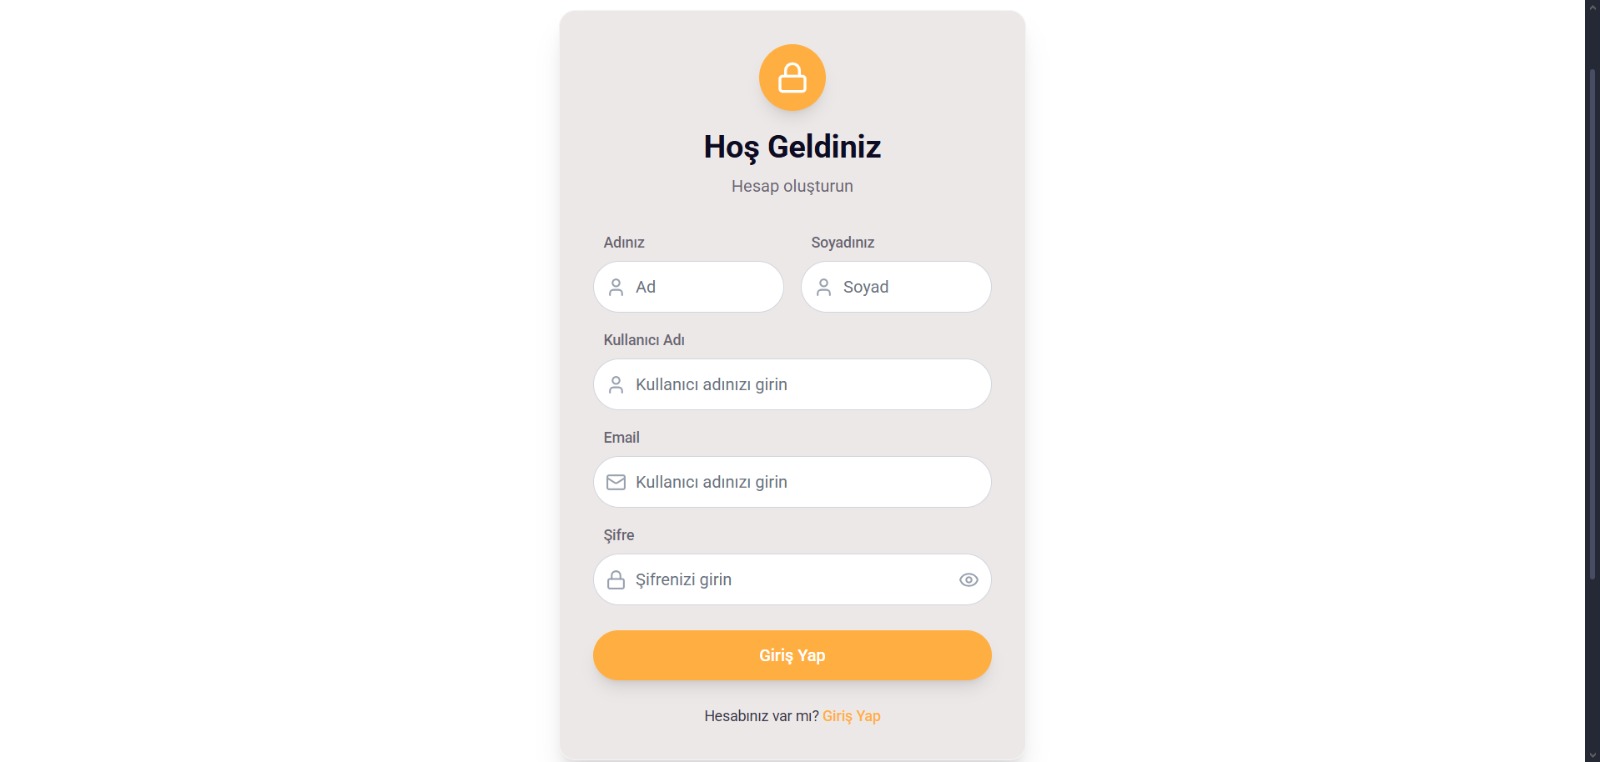 Hoş Geldiniz
Hesap oluşturun
Adınız Soyadınız
Ad Soyad
Kullanıcı Adı
Kullanıcı adınızı girin
Email
Kullanıcı adınızı girin
Şifre
Şifrenizi girin
Giriş Yap
Hesabınız var mı? Giriş Yap